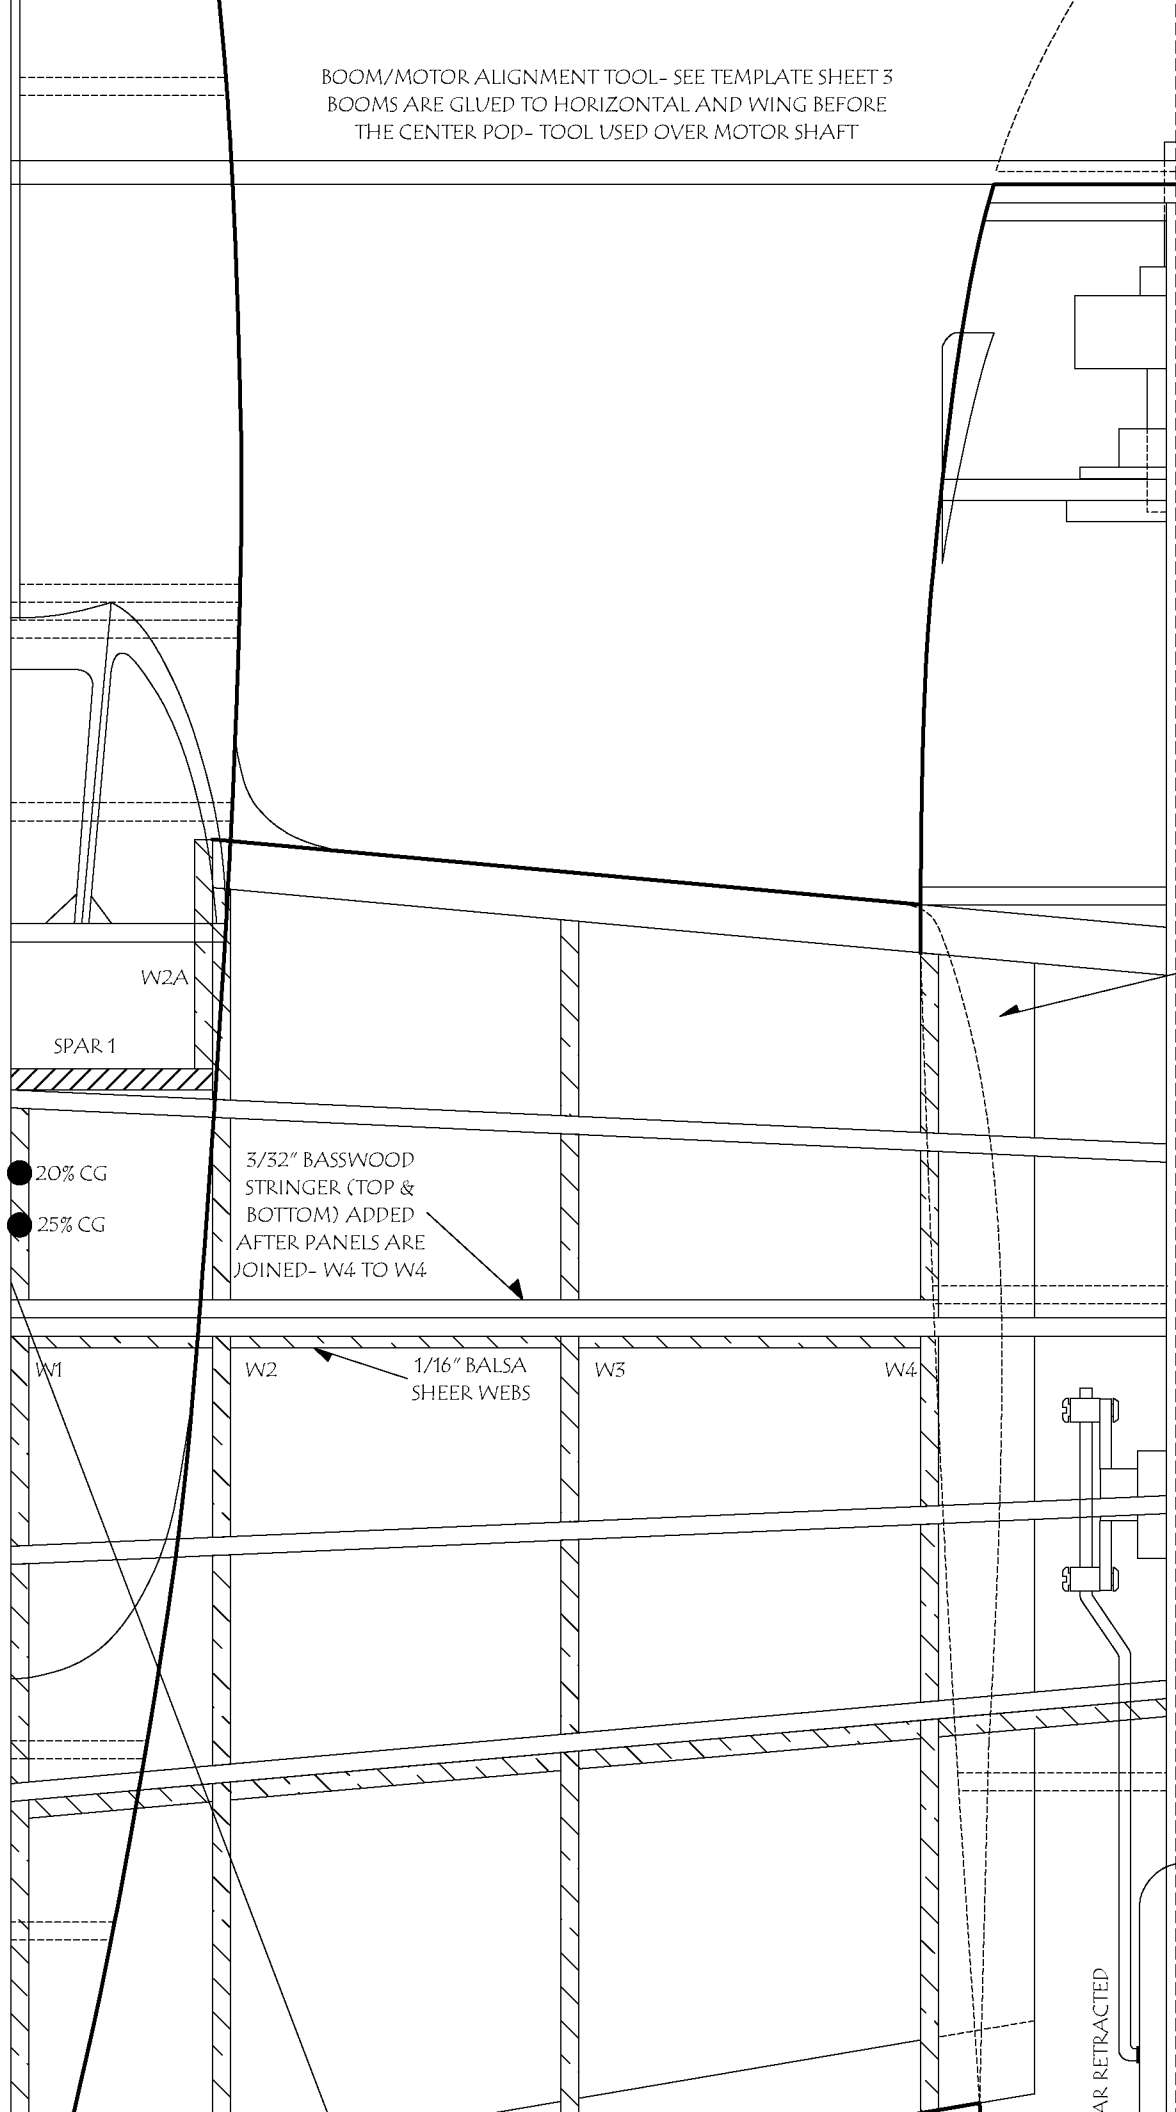 BOOM/MOTOR ALIGNMENT TOOL- SEE TEMPLATE SHEET 3
BOOMS ARE GLUED TO HORIZONTAL AND WING BEFORE
THE CENTER POD- TOOL USED OVER MOTOR SHAFT
W2A
SPAR 1
20% CG
25% CG
3/32" BASSWOOD
STRINGER (TOP &
BOTTOM) ADDED
AFTER PANELS ARE
JOINED- W4 TO W4
W1
W2
1/16" BALSA
SHEER WEBS
W3
W4
AR RETRACTED